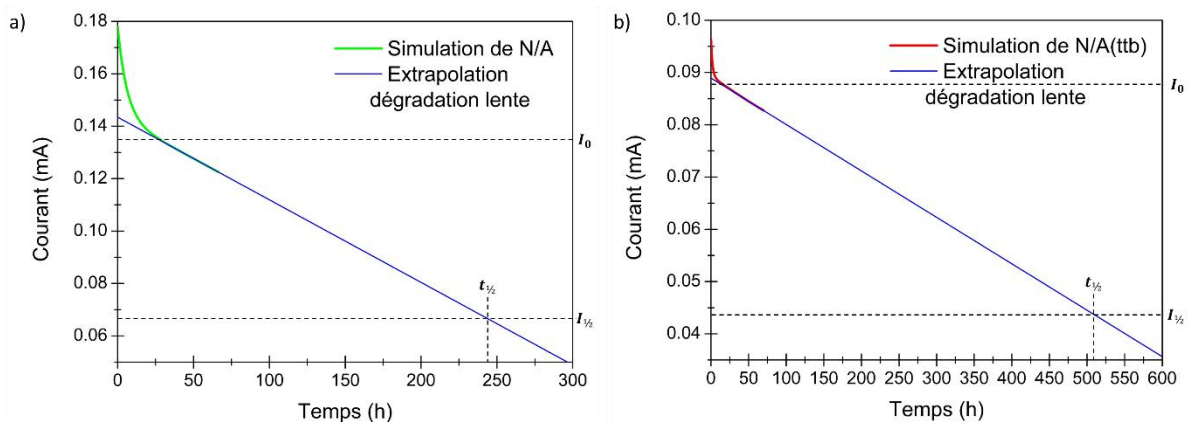 a)
0.18
0.16
0.14
0.12
0.10
0.08
0.06
Courant (mA)
Simulation de N/A
Extrapolation
dégradation lente
I₀
t½
I½
0 50 100 150 200 250 300
Temps (h)
b)
0.10
0.09
0.08
0.07
0.06
0.05
0.04
Courant (mA)
Simulation de N/A(ttb)
Extrapolation
dégradation lente
I₀
t½
I½
0 50 100 150 200 250 300 350 400 450 500 550 600
Temps (h)